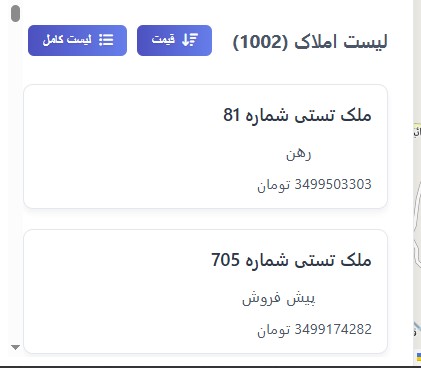 لیست املاک (1002)
قیمت
لیست کامل
ملک تستی شماره 81
رهن
3499503303 تومان
ملک تستی شماره 705
پیش فروش
3499174282 تومان